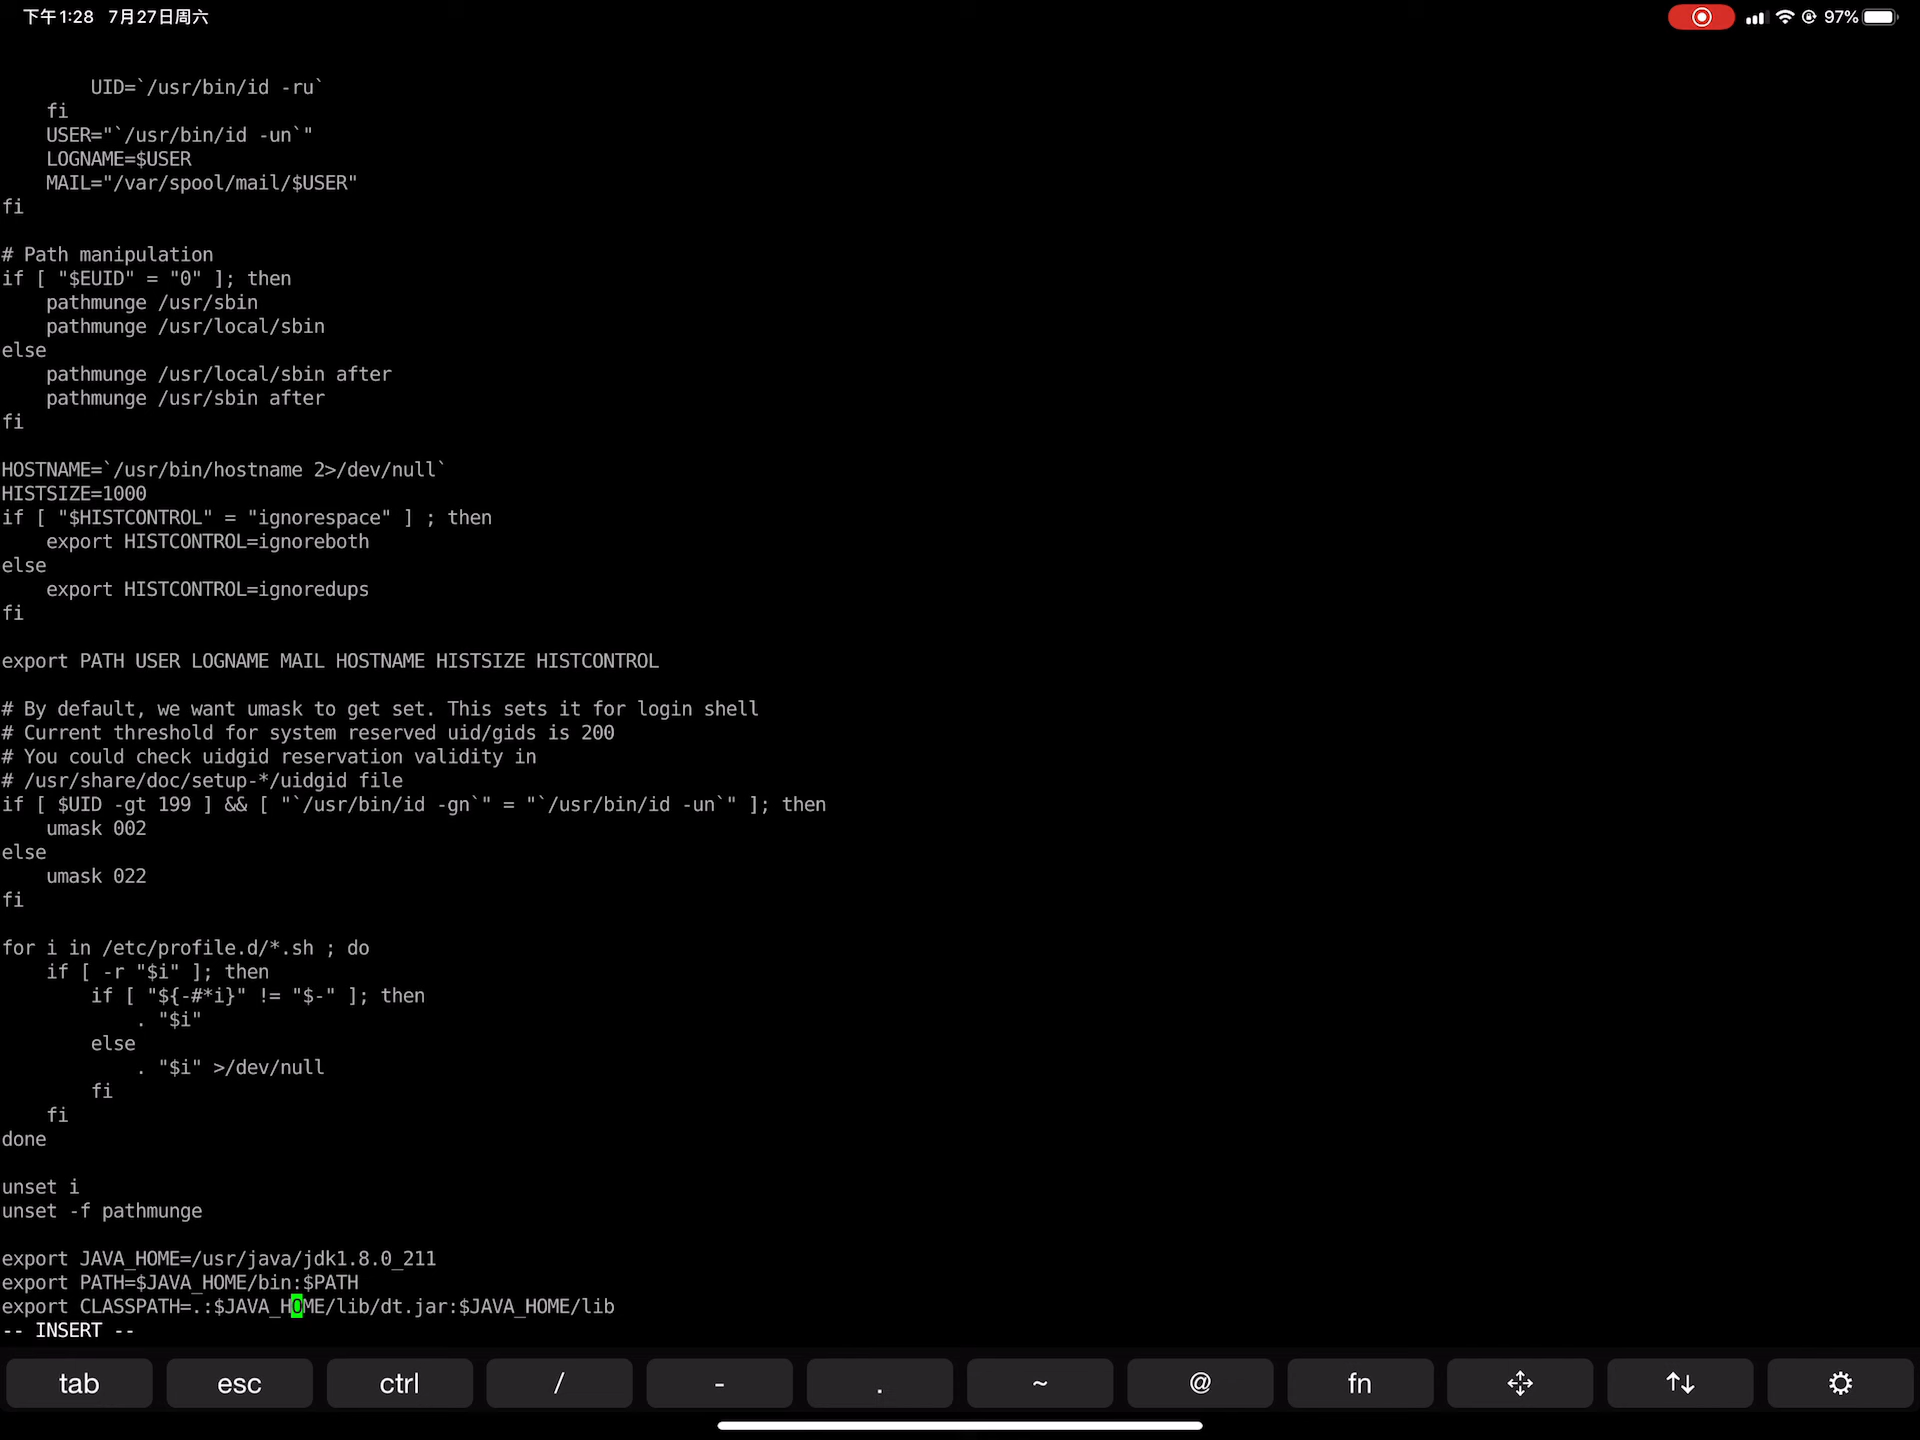 下午1:28 7月27日周六
97%
UID=`/usr/bin/id -ru`
fi
USER="`/usr/bin/id -un`"
LOGNAME=$USER
MAIL="/var/spool/mail/$USER"
fi
# Path manipulation
if [ "$EUID" = "0" ]; then
pathmunge /usr/sbin
pathmunge /usr/local/sbin
else
pathmunge /usr/local/sbin after
pathmunge /usr/sbin after
fi
HOSTNAME=`/usr/bin/hostname 2>/dev/null`
HISTSIZE=1000
if [ "$HISTCONTROL" = "ignorespace" ] ; then
export HISTCONTROL=ignoreboth
else
export HISTCONTROL=ignoredups
fi
export PATH USER LOGNAME MAIL HOSTNAME HISTSIZE HISTCONTROL
# By default, we want umask to get set. This sets it for login shell
# Current threshold for system reserved uid/gids is 200
# You could check uidgid reservation validity in
# /usr/share/doc/setup-*/uidgid file
if [ $UID -gt 199 ] && [ "`/usr/bin/id -gn`" = "`/usr/bin/id -un`" ]; then
umask 002
else
umask 022
fi
for i in /etc/profile.d/*.sh ; do
if [ -r "$i" ]; then
if [ "${-#*i}" != "$-" ]; then
. "$i"
else
. "$i" >/dev/null
fi
fi
done
unset i
unset -f pathmunge
export JAVA_HOME=/usr/java/jdk1.8.0_211
export PATH=$JAVA_HOME/bin:$PATH
export CLASSPATH=.:$JAVA_HOME/lib/dt.jar:$JAVA_HOME/lib
-- INSERT --
tab esc ctrl / - . ~ @ fn